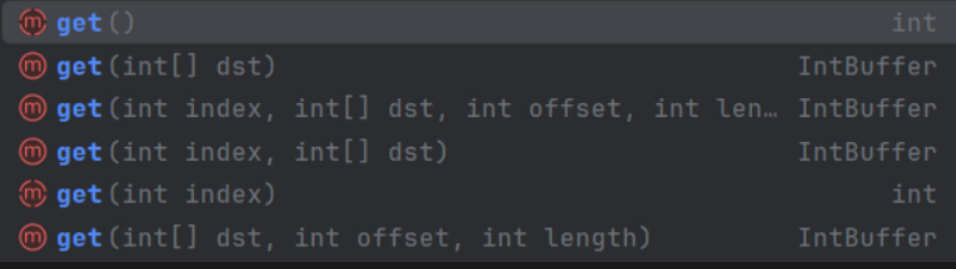 m get() int
m get(int[] dst) IntBuffer
m get(int index, int[] dst, int offset, int len… IntBuffer
m get(int index, int[] dst) IntBuffer
m get(int index) int
m get(int[] dst, int offset, int length) IntBuffer